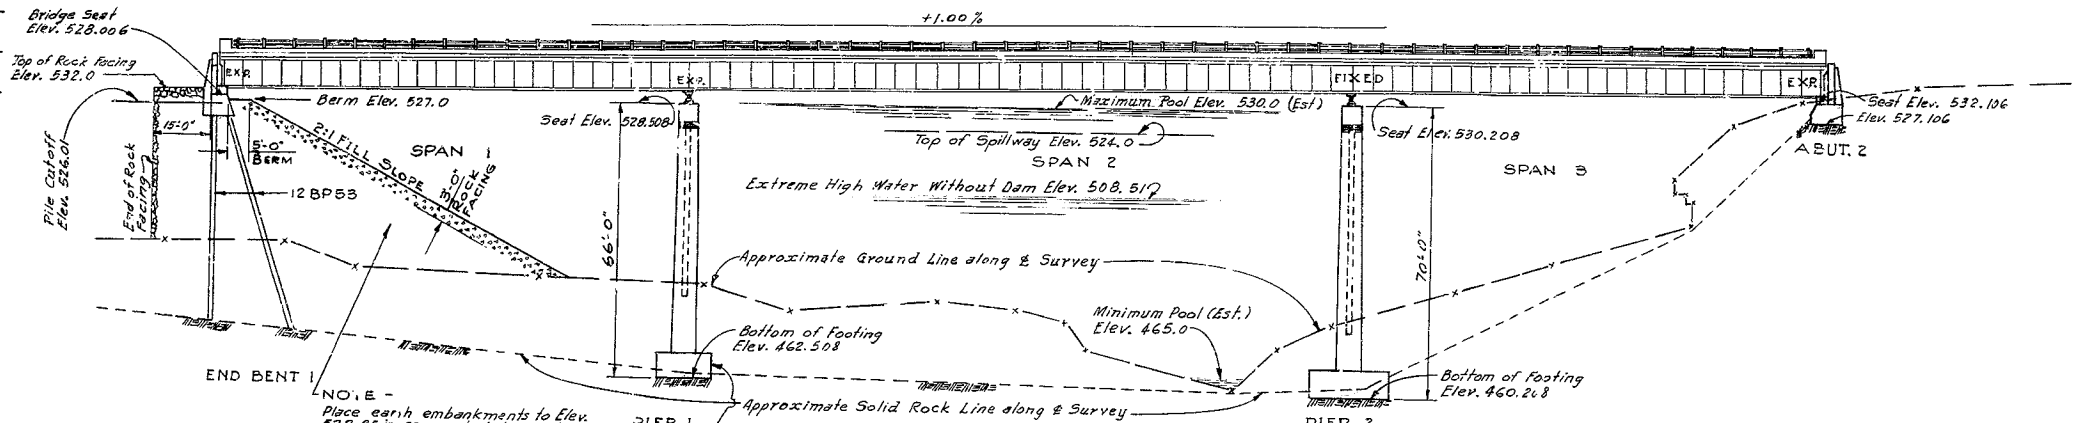 +1.00%
Bridge Seat
Elev. 528.006
Top of Rock Facing
Elev. 532.0
EXP.
EXP.
FIXED
EXP.
Berm Elev. 527.0
Maximum Pool Elev. 530.0 (Est)
Seat Elev. 528.508
Seat Elev. 530.208
Seat Elev. 532.106
Elev. 527.106
ABUT. 2
Top of Spillway Elev. 524.0
15'-0"
5'-0"
BERM
2:1 FILL SLOPE
SPAN 1
SPAN 2
SPAN 3
3'-0"
ROCK
FACING
Pile Cutoff
Elev. 526.01
End of Rock
Facing
12BP53
Extreme High Water Without Dam Elev. 508.51
66'-0"
70'-0"
Approximate Ground Line along ℄ Survey
Minimum Pool (Est.)
Elev. 465.0
Bottom of Footing
Elev. 462.508
Bottom of Footing
Elev. 460.208
END BENT 1
NOTE -
Place earth embankments to Elev.
Approximate Solid Rock Line along ℄ Survey
PIER 1
PIER 2